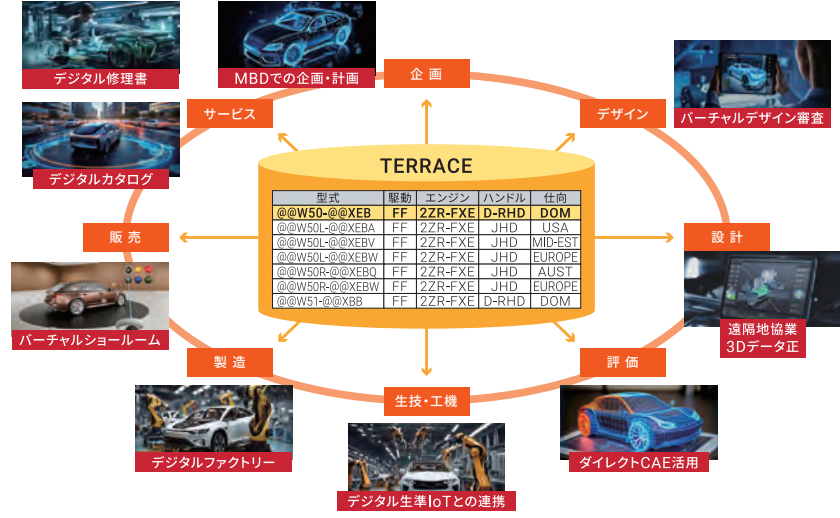 デジタル修理書
MBDでの企画・計画
企画
サービス
デザイン
バーチャルデザイン審査
デジタルカタログ
TERRACE
型式 駆動 エンジン ハンドル 仕向
@@W50-@@XEB FF 2ZR-FXE D-RHD DOM
@@W50L-@@XEBA FF 2ZR-FXE JHD USA
@@W50L-@@XEBV FF 2ZR-FXE JHD MID-EST
@@W50L-@@XEBW FF 2ZR-FXE JHD EUROPE
@@W50R-@@XEBQ FF 2ZR-FXE JHD AUST
@@W50R-@@XEBW FF 2ZR-FXE JHD EUROPE
@@W51-@@XBB FF 2ZR-FXE D-RHD DOM
販売
設計
バーチャルショールーム
遠隔地協業
3Dデータ正
製造
評価
生技・工機
デジタルファクトリー
デジタル生準IoTとの連携
ダイレクトCAE活用